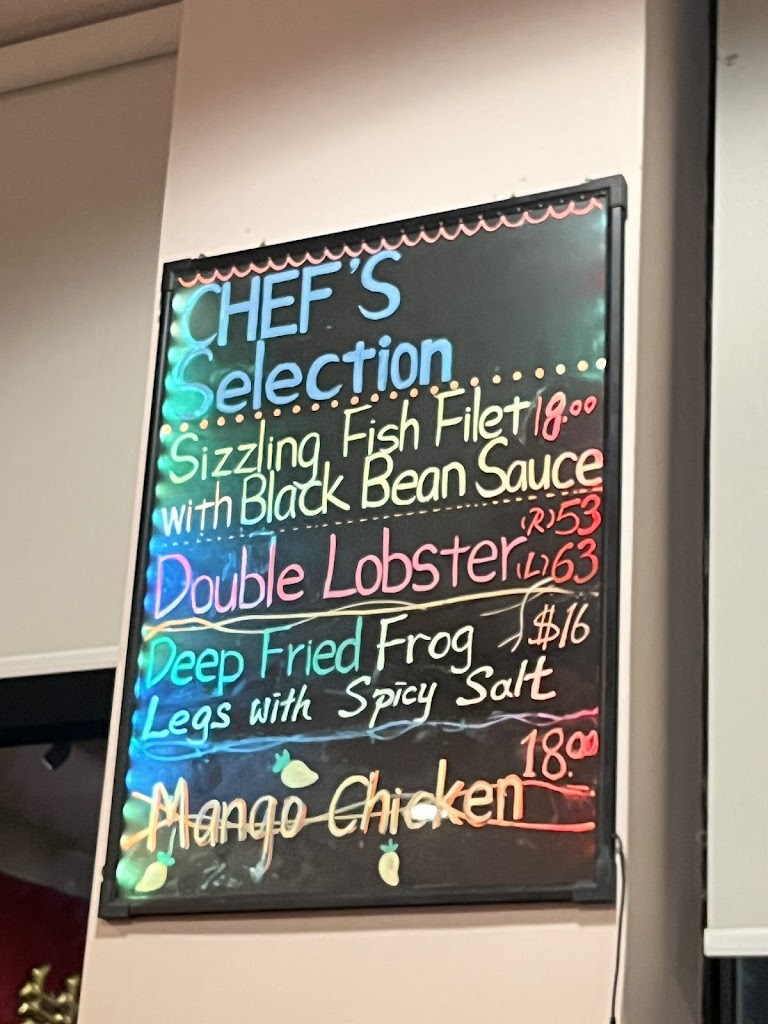 CHEF'S
Selection
Sizzling Fish Filet 18.00
with Black Bean Sauce
(R) 53
Double Lobster (L) 63
Deep Fried Frog $16
Legs with Spicy Salt
18.00
Mango Chicken